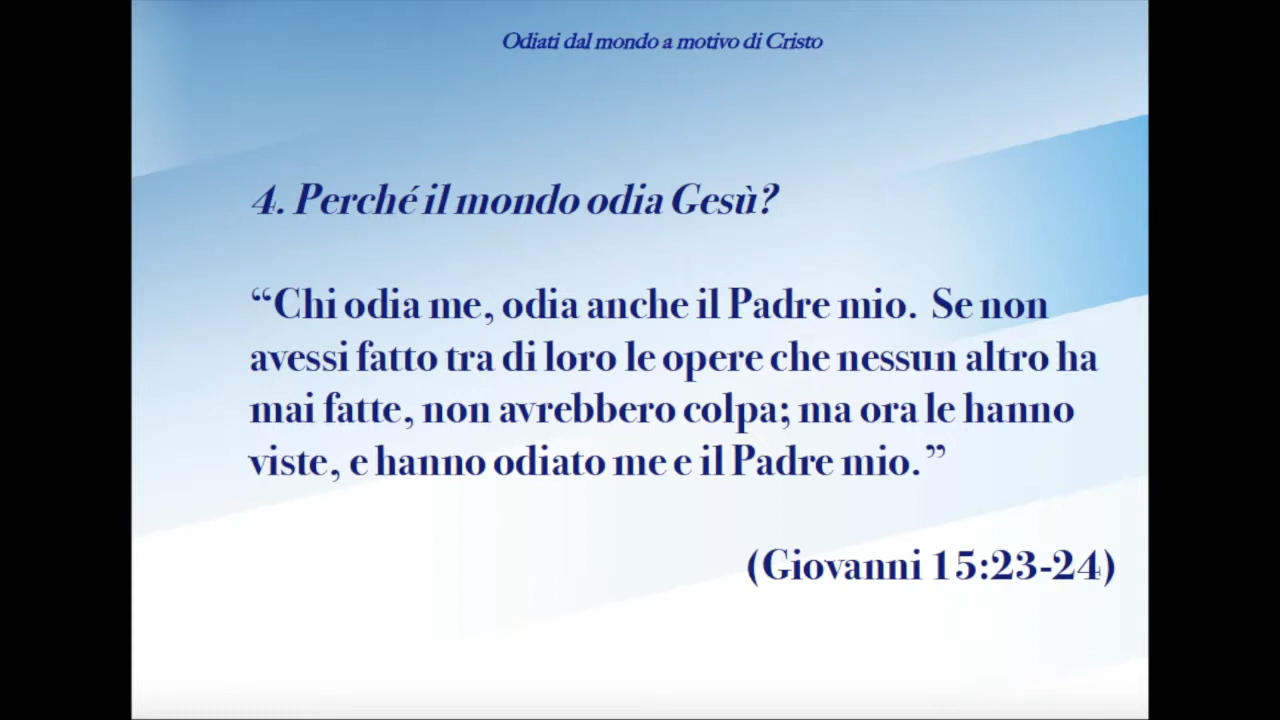 Odiati dal mondo a motivo di Cristo
4. Perché il mondo odia Gesù?
“Chi odia me, odia anche il Padre mio. Se non
avessi fatto tra di loro le opere che nessun altro ha
mai fatte, non avrebbero colpa; ma ora le hanno
viste, e hanno odiato me e il Padre mio.”
(Giovanni 15:23-24)